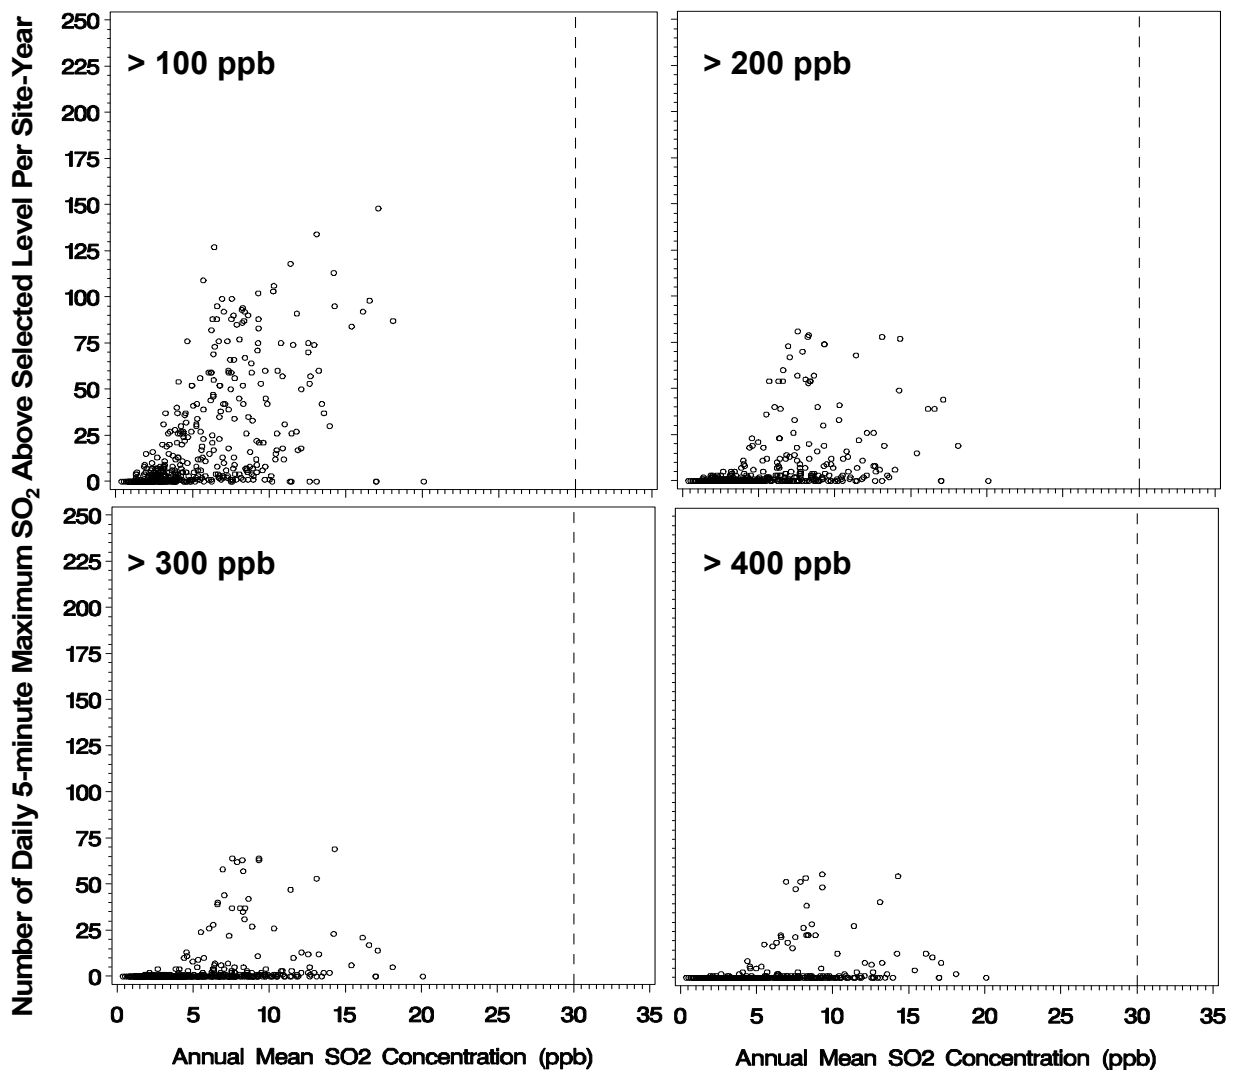 Number of Daily 5-minute Maximum SO2 Above Selected Level Per Site-Year
> 100 ppb
250
225
200
175
150
125
100
75
50
25
0
> 200 ppb
> 300 ppb
250
225
200
175
150
125
100
75
50
25
0
0 5 10 15 20 25 30 35
Annual Mean SO2 Concentration (ppb)
> 400 ppb
0 5 10 15 20 25 30 35
Annual Mean SO2 Concentration (ppb)